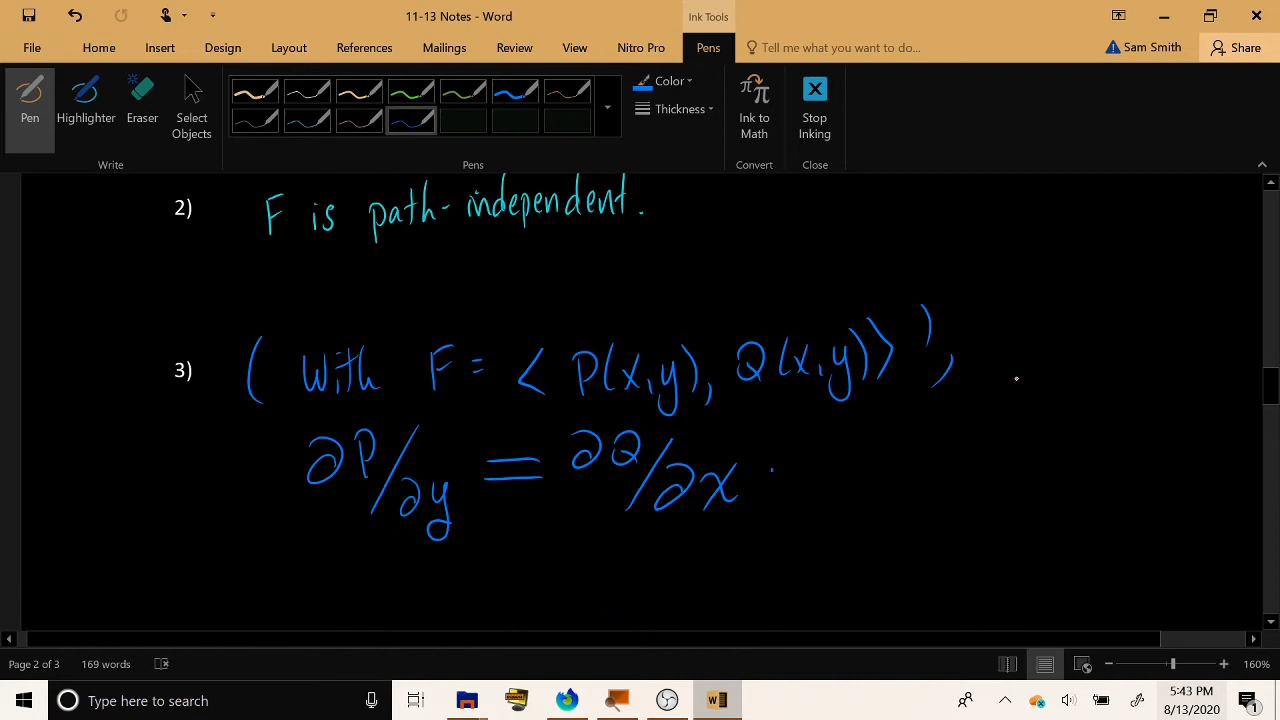 11-13 Notes - Word
Ink Tools
File Home Insert Design Layout References Mailings Review View Nitro Pro Pens Tell me what you want to do... Sam Smith Share
Pen Highlighter Eraser Select Objects
Color
Thickness
Ink to Math
Stop Inking
Write Pens Convert Close
2) F is path-independent.
3) ( With F = < P(x,y), Q(x,y)> ),
∂P/∂y = ∂Q/∂x .
Page 2 of 3 169 words 160%
Type here to search
5:43 PM
8/13/2020
1